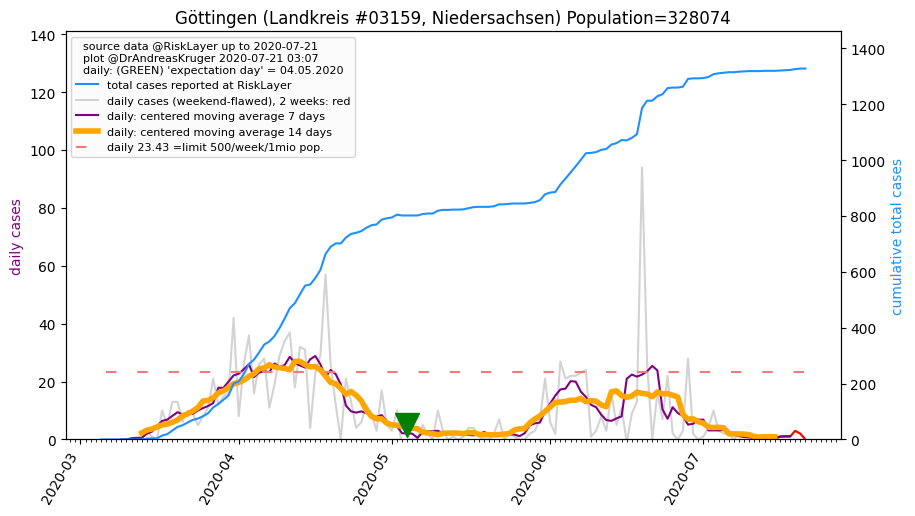 Göttingen (Landkreis #03159, Niedersachsen) Population=328074
source data @RiskLayer up to 2020-07-21
plot @DrAndreasKruger 2020-07-21 03:07
daily: (GREEN) 'expectation day' = 04.05.2020
total cases reported at RiskLayer
daily cases (weekend-flawed), 2 weeks: red
daily: centered moving average 7 days
daily: centered moving average 14 days
daily 23.43 =limit 500/week/1mio pop.
daily cases
140
120
100
80
60
40
20
0
cumulative total cases
1400
1200
1000
800
600
400
200
0
2020-03
2020-04
2020-05
2020-06
2020-07